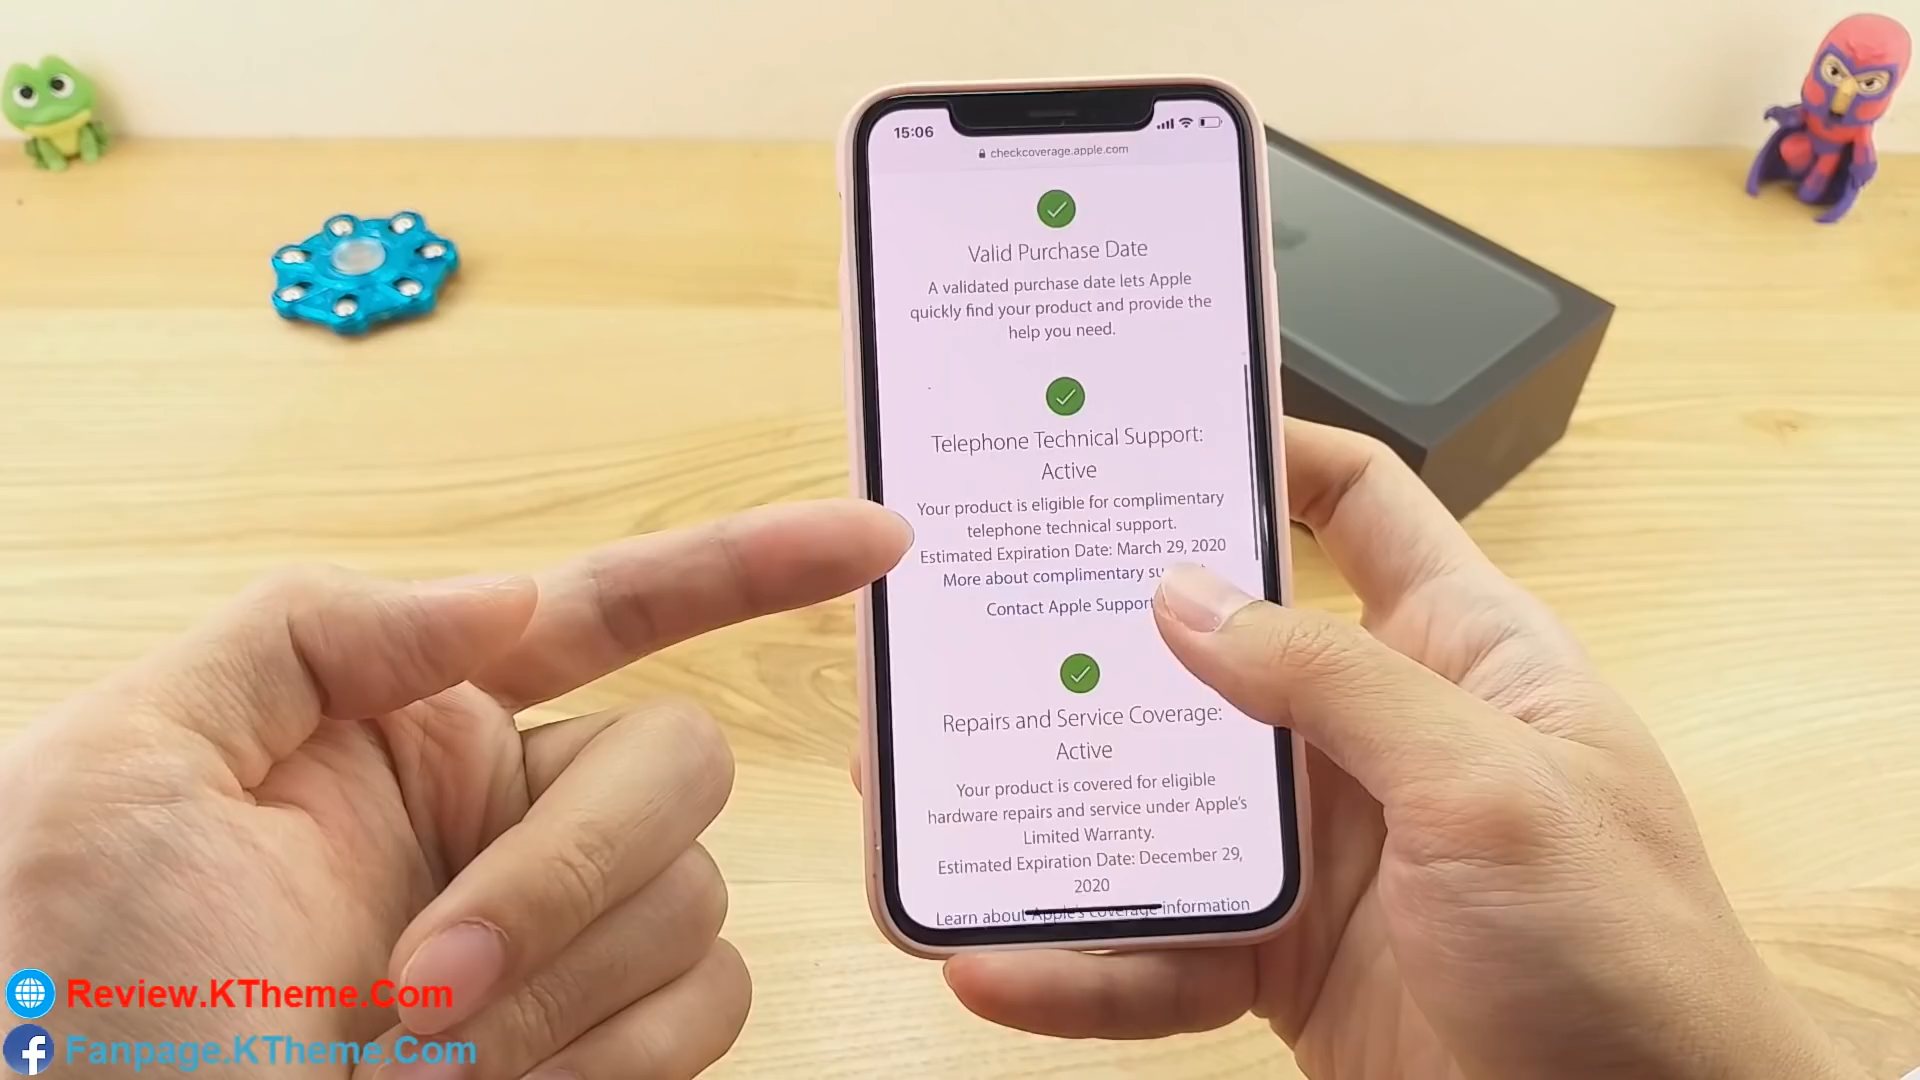 15:06
checkcoverage.apple.com
Valid Purchase Date
A validated purchase date lets Apple
quickly find your product and provide the
help you need.
Telephone Technical Support:
Active
Your product is eligible for complimentary
telephone technical support.
Estimated Expiration Date: March 29, 2020
More about complimentary
Contact Apple Support
Repairs and Service Coverage:
Active
Your product is covered for eligible
hardware repairs and service under Apple's
Limited Warranty.
Estimated Expiration Date: December 29,
2020
Learn about Apple's coverage information
Review.KTheme.Com
Fanpage.KTheme.Com